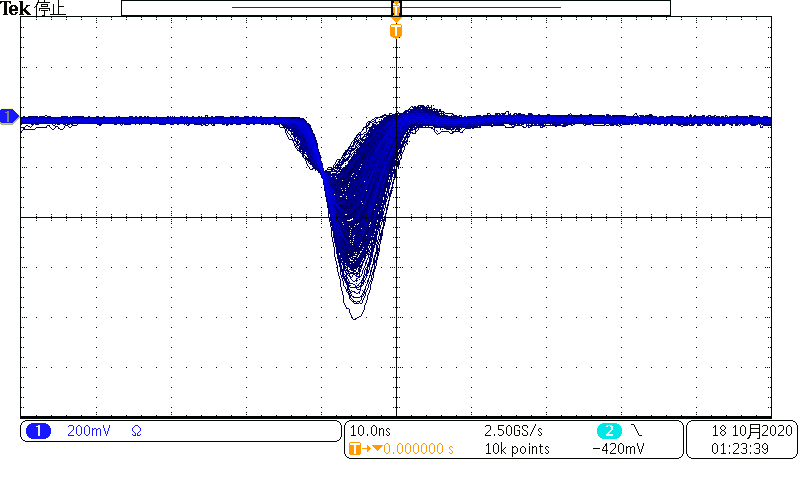 Tek 停止
T
T
1
1 200mV Ω
10.0ns 2.50GS/s 2
T→▼0.000000 s 10k points −420mV
18 10月2020
01:23:39